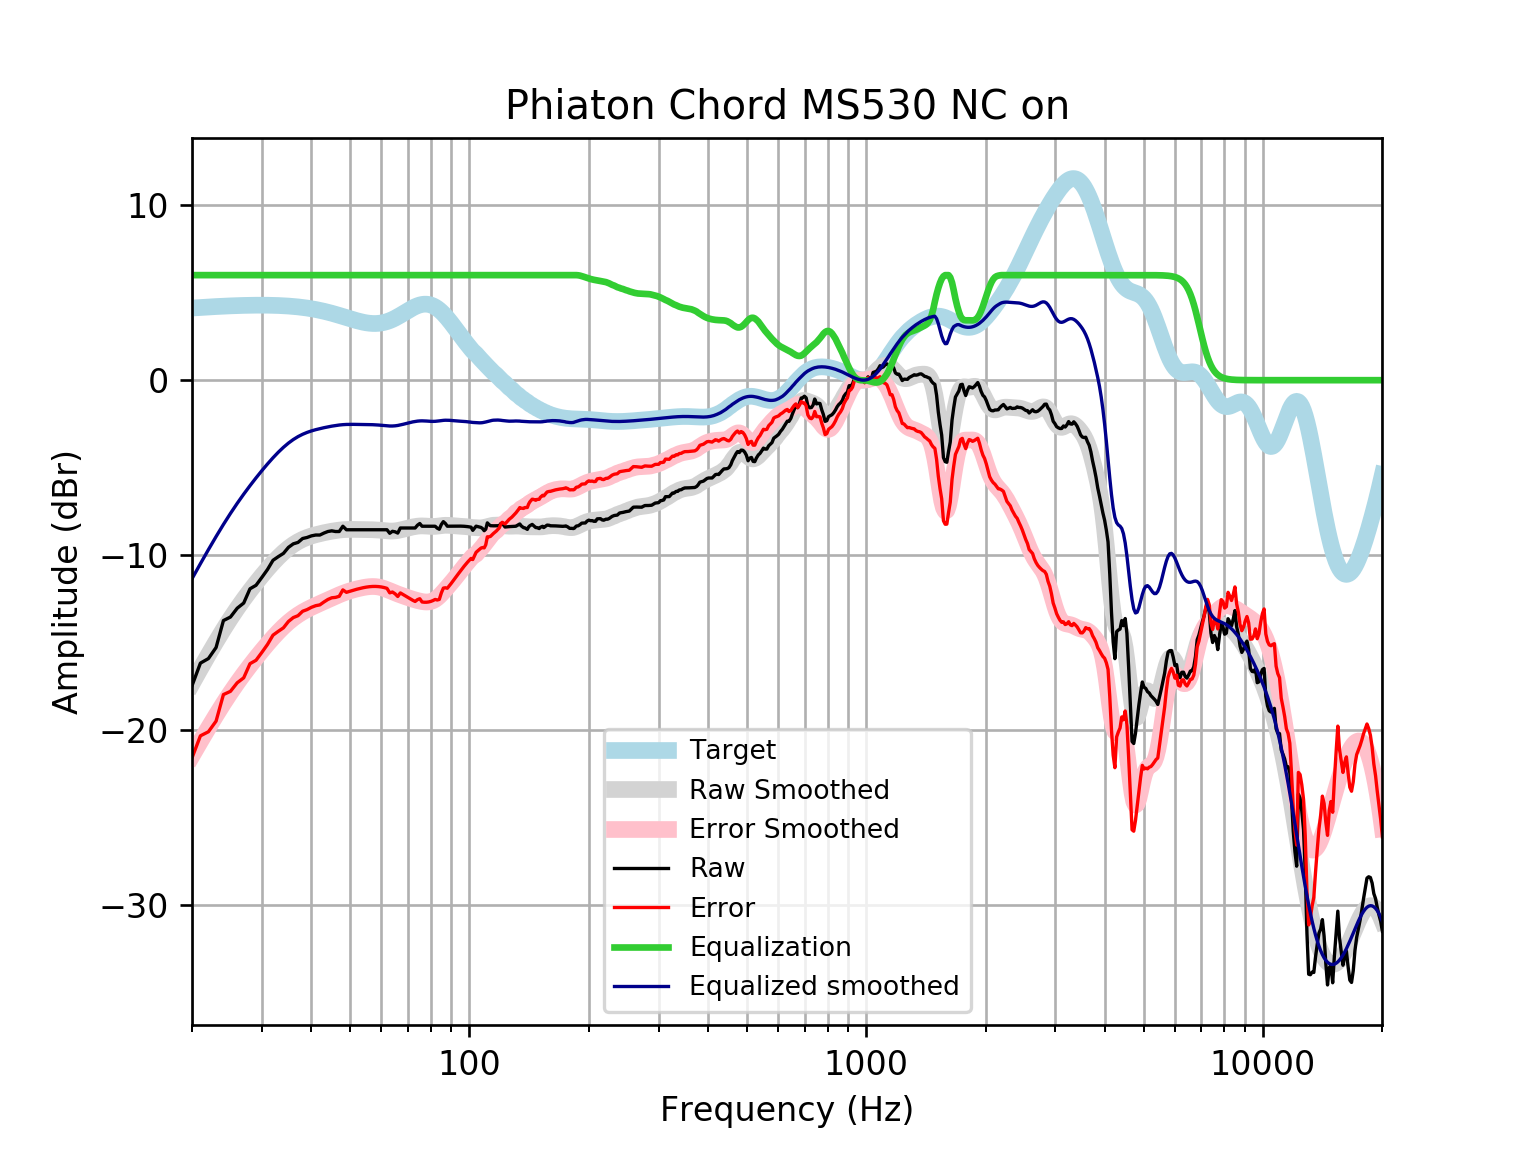 Phiaton Chord MS530 NC on
Amplitude (dBr)
10
0
−10
−20
−30
Target
Raw Smoothed
Error Smoothed
Raw
Error
Equalization
Equalized smoothed
100
1000
10000
Frequency (Hz)